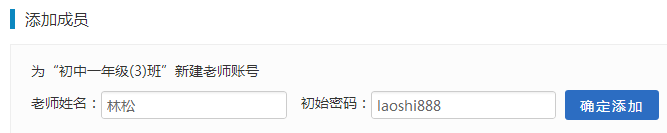 添加成员
为“初中一年级(3)班”新建老师账号
老师姓名：林松 初始密码：laoshi888 确定添加